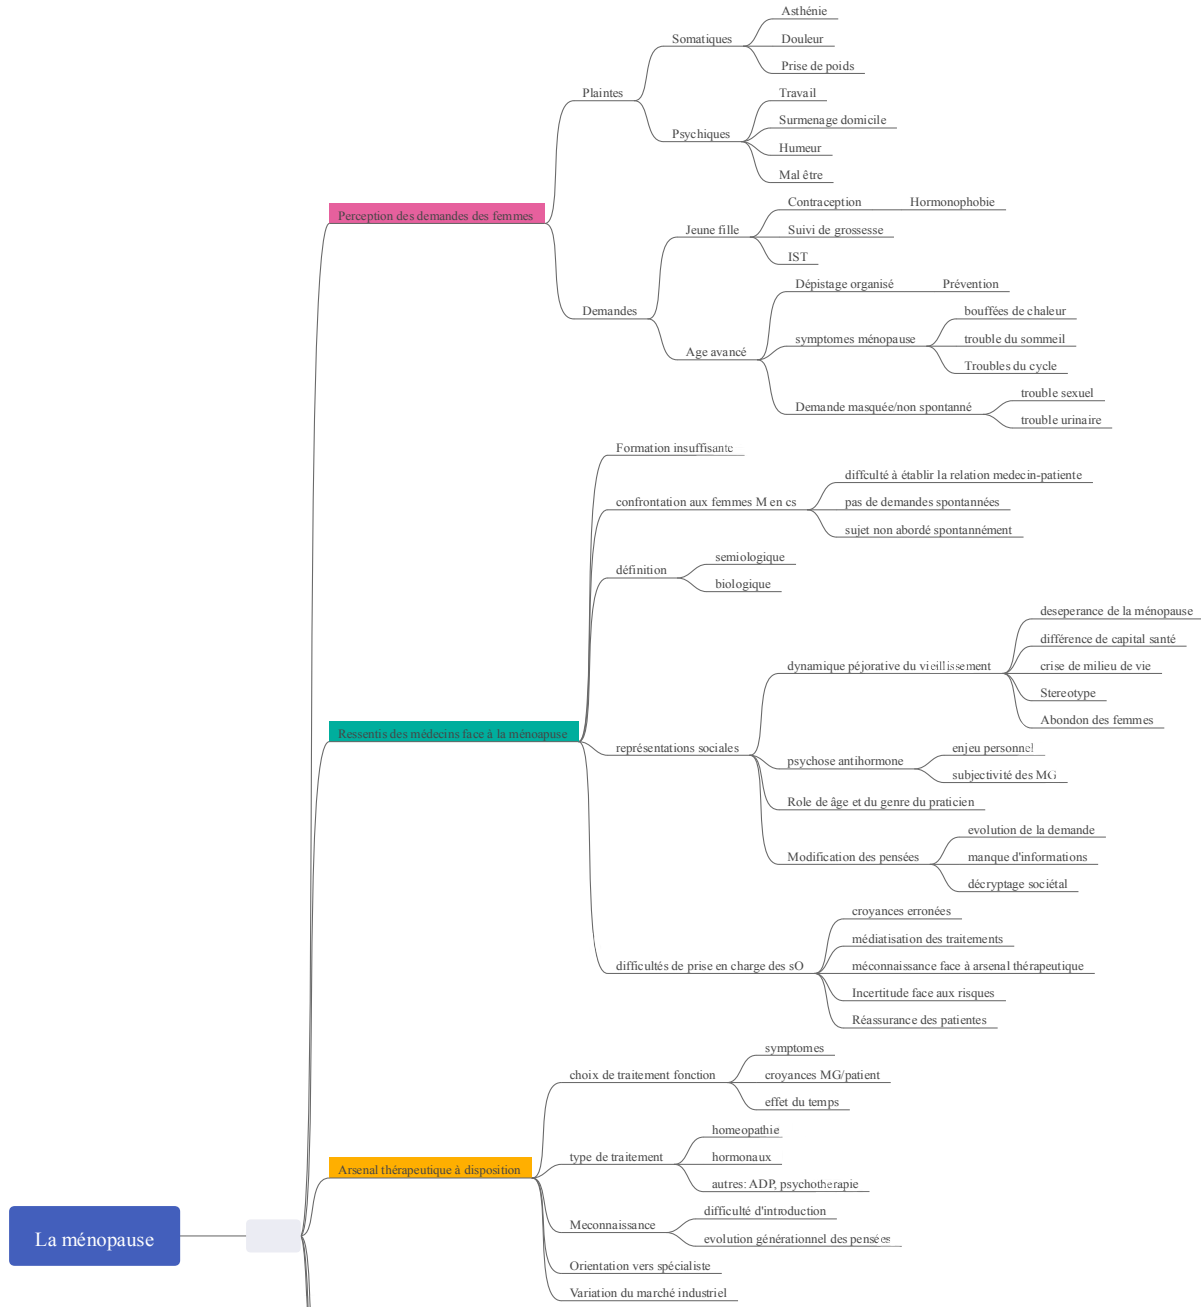 Asthénie
Somatiques
Douleur
Prise de poids
Plaintes
Travail
Surmenage domicile
Psychiques
Humeur
Mal être
Perception des demandes des femmes
Contraception
Hormonophobie
Jeune fille
Suivi de grossesse
IST
Demandes
Dépistage organisé
Prévention
bouffées de chaleur
Age avancé
symptomes ménopause
trouble du sommeil
Troubles du cycle
Demande masquée/non spontanné
trouble sexuel
trouble urinaire
Formation insuffisante
confrontation aux femmes M en cs
diffculté à établir la relation medecin-patiente
pas de demandes spontannées
sujet non abordé spontannément
définition
semiologique
biologique
Ressentis des médecins face à la ménoapuse
représentations sociales
dynamique péjorative du vieillissement
deseperance de la ménopause
différence de capital santé
crise de milieu de vie
Stereotype
Abondon des femmes
psychose antihormone
enjeu personnel
subjectivité des MG
Role de âge et du genre du praticien
Modification des pensées
evolution de la demande
manque d'informations
décryptage sociétal
difficultés de prise en charge des sO
croyances erronées
médiatisation des traitements
méconnaissance face à arsenal thérapeutique
Incertitude face aux risques
Réassurance des patientes
Arsenal thérapeutique à disposition
choix de traitement fonction
symptomes
croyances MG/patient
effet du temps
type de traitement
homeopathie
hormonaux
autres: ADP, psychotherapie
Meconnaissance
difficulté d'introduction
evolution générationnel des pensées
Orientation vers spécialiste
Variation du marché industriel
La ménopause